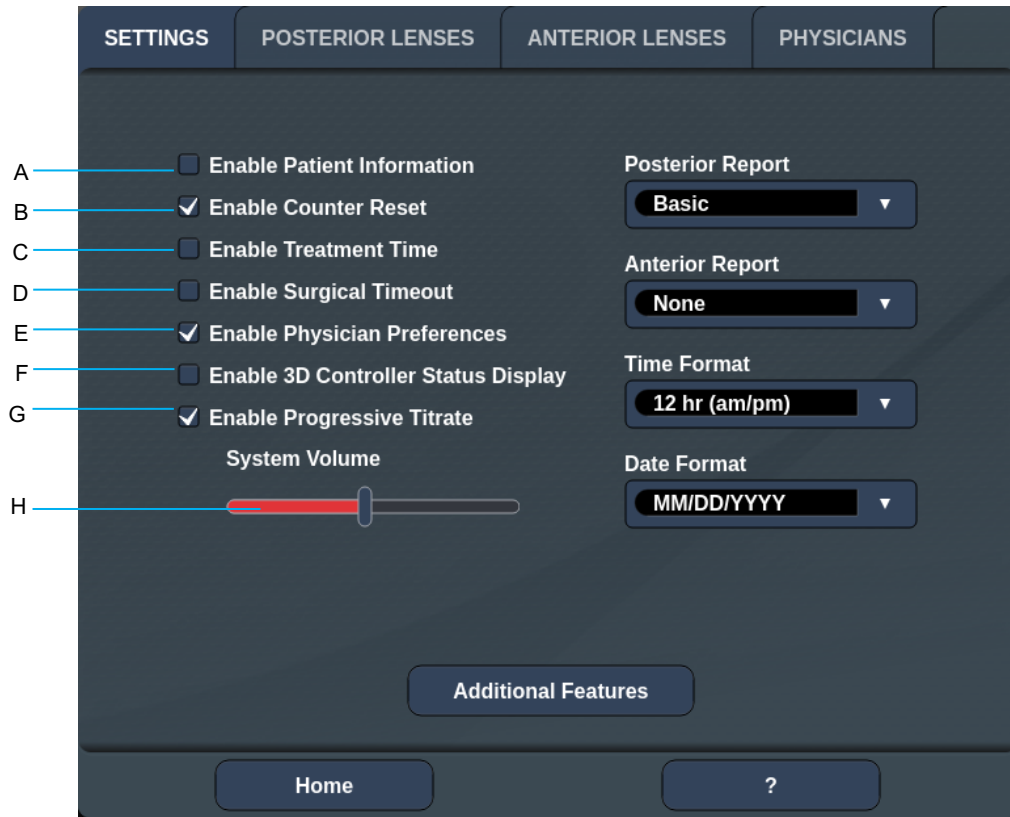 SETTINGS POSTERIOR LENSES ANTERIOR LENSES PHYSICIANS
A Enable Patient Information
B Enable Counter Reset
C Enable Treatment Time
D Enable Surgical Timeout
E Enable Physician Preferences
F Enable 3D Controller Status Display
G Enable Progressive Titrate
System Volume
H
Posterior Report
Basic
Anterior Report
None
Time Format
12 hr (am/pm)
Date Format
MM/DD/YYYY
Additional Features
Home ?